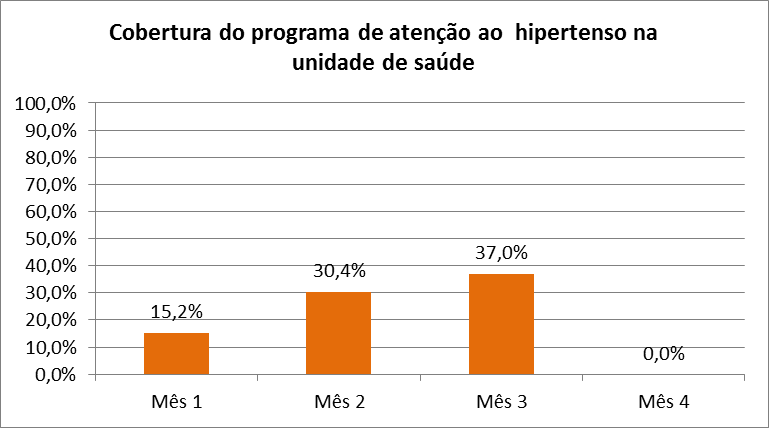 Cobertura do programa de atenção ao  hipertenso na
unidade de saúde
100,0%
90,0%
80,0%
70,0%
60,0%
50,0%
40,0%
30,0%
20,0%
10,0%
0,0%
15,2%
30,4%
37,0%
0,0%
Mês 1
Mês 2
Mês 3
Mês 4